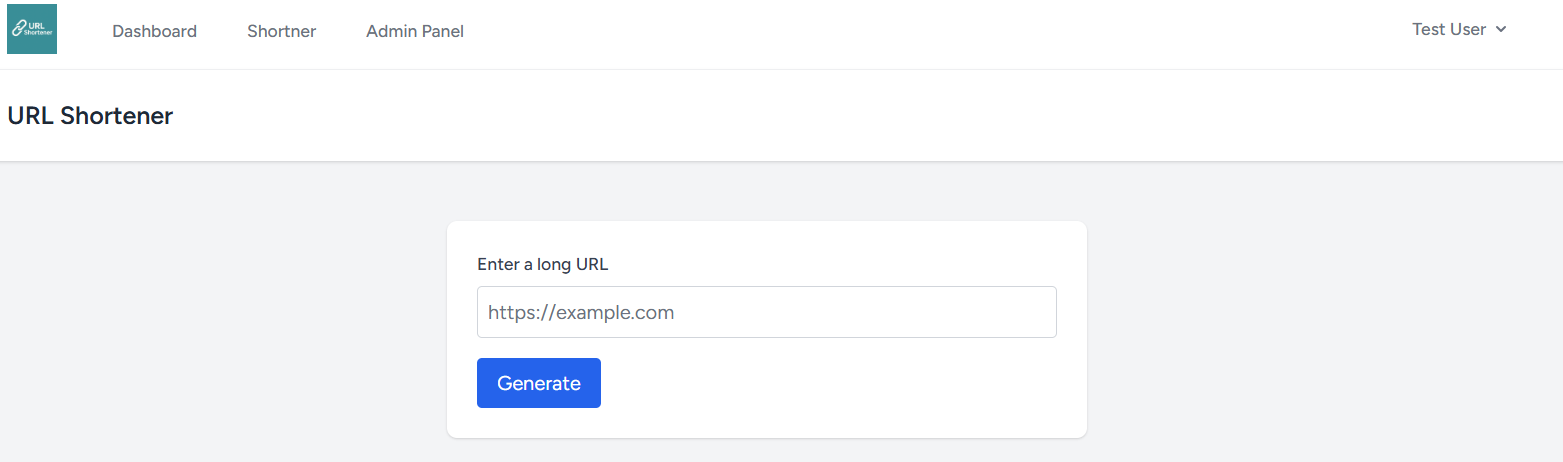 URL
Shortener
Dashboard
Shortner
Admin Panel
Test User
URL Shortener
Enter a long URL
https://example.com
Generate